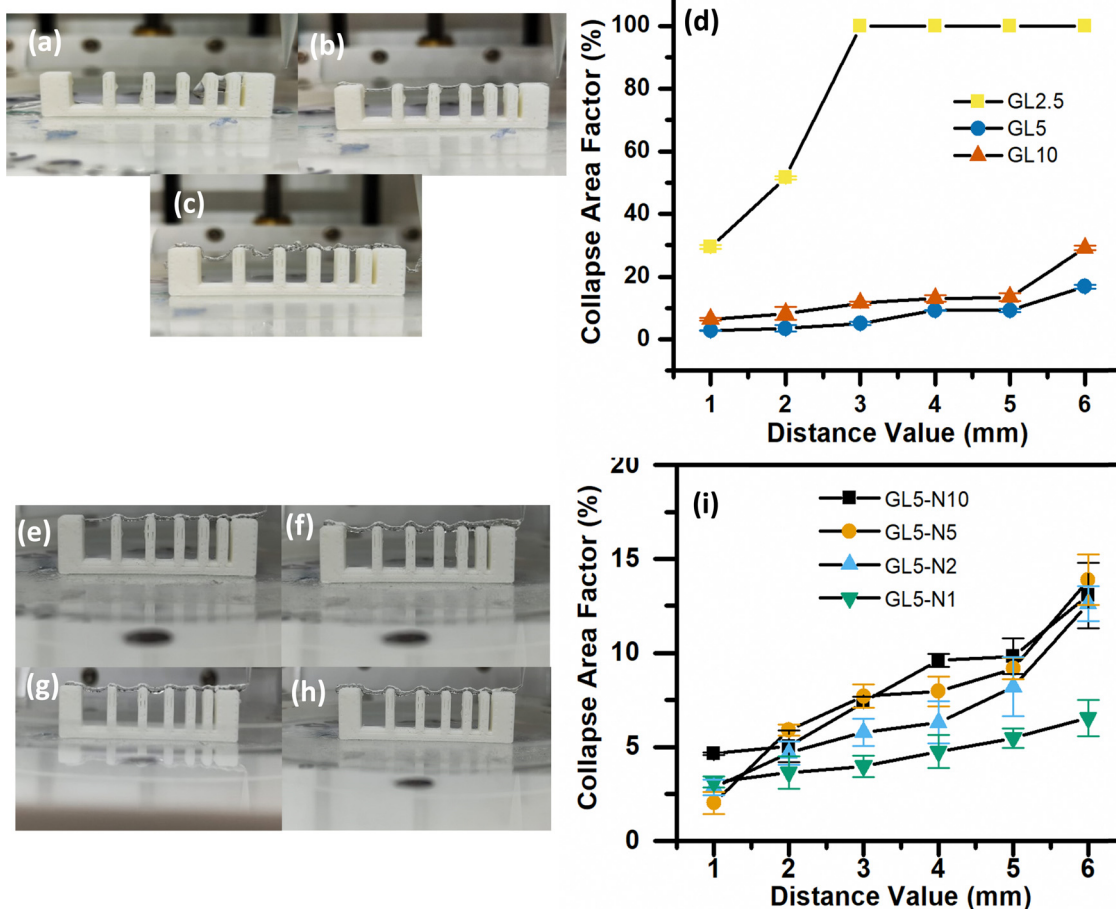 (a)
(b)
(c)
(d)
Collapse Area Factor (%)
100
80
60
40
20
0
GL2.5
GL5
GL10
1 2 3 4 5 6
Distance Value (mm)
(e)
(f)
(g)
(h)
(i)
Collapse Area Factor (%)
20
15
10
5
0
GL5-N10
GL5-N5
GL5-N2
GL5-N1
1 2 3 4 5 6
Distance Value (mm)